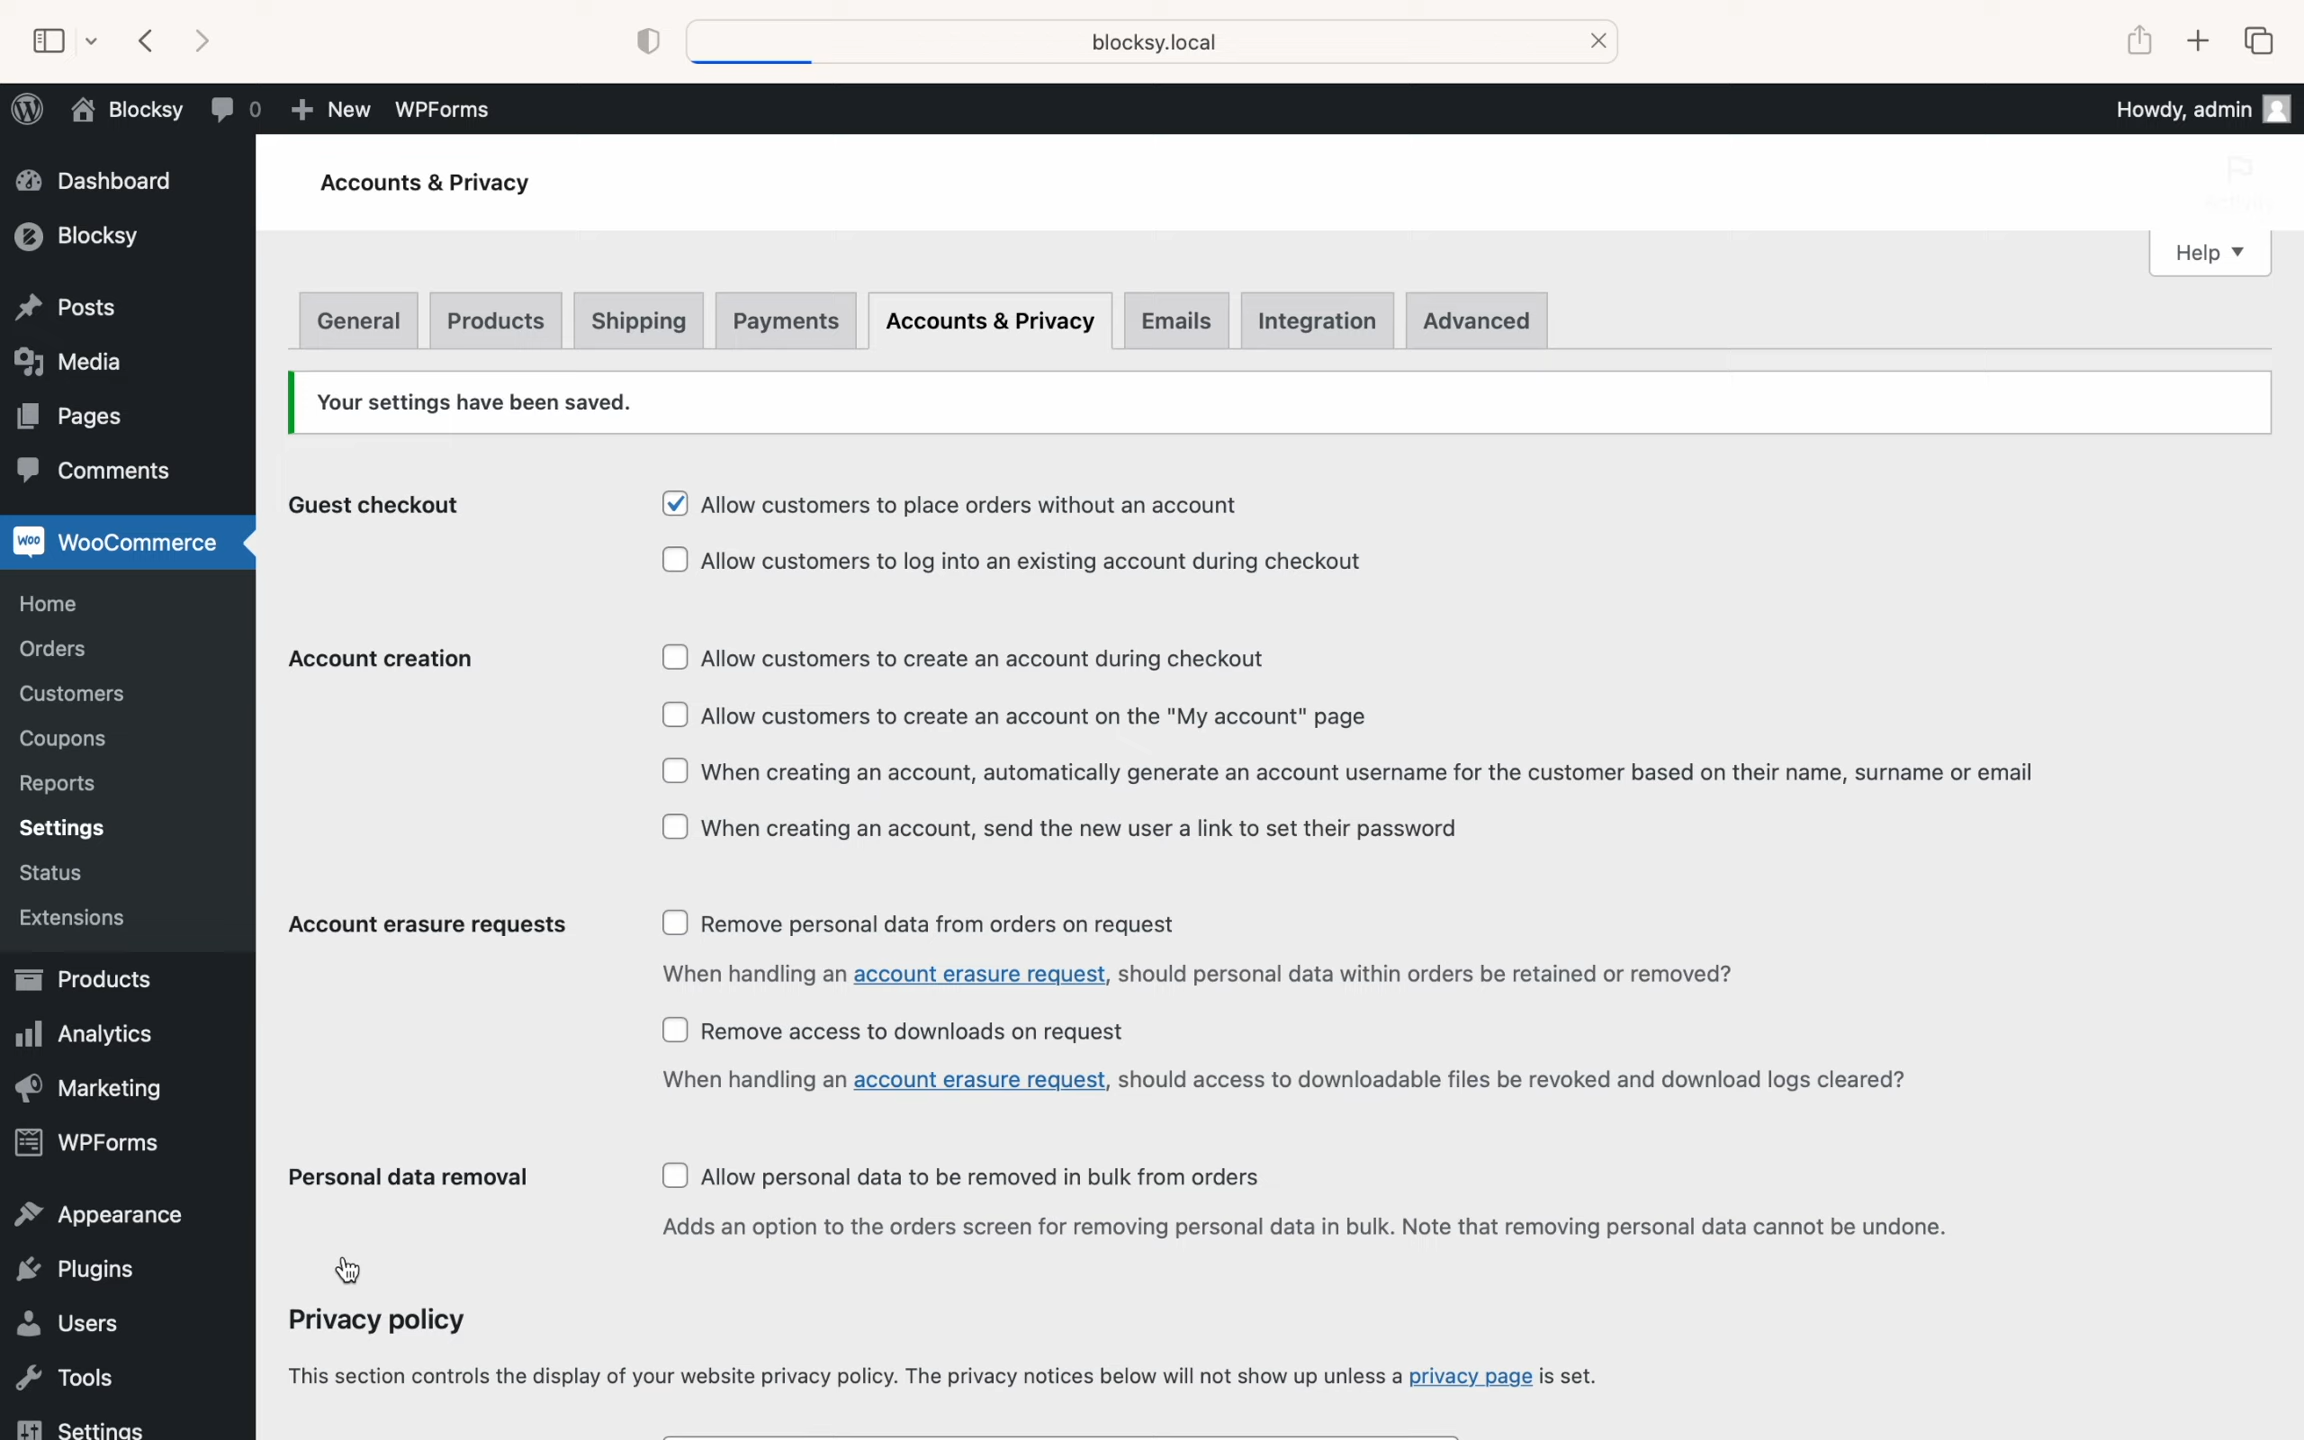 blocksy.local
Blocksy 0 New WPForms Howdy, admin
Dashboard
Blocksy
Posts
Media
Pages
Comments
woo WooCommerce
Home
Orders
Customers
Coupons
Reports
Settings
Status
Extensions
Products
Analytics
Marketing
WPForms
Appearance
Plugins
Users
Tools
Settings
Accounts & Privacy
Help
General Products Shipping Payments Accounts & Privacy Emails Integration Advanced
Your settings have been saved.
Guest checkout
Allow customers to place orders without an account
Allow customers to log into an existing account during checkout
Account creation
Allow customers to create an account during checkout
Allow customers to create an account on the "My account" page
When creating an account, automatically generate an account username for the customer based on their name, surname or email
When creating an account, send the new user a link to set their password
Account erasure requests
Remove personal data from orders on request
When handling an account erasure request, should personal data within orders be retained or removed?
Remove access to downloads on request
When handling an account erasure request, should access to downloadable files be revoked and download logs cleared?
Personal data removal
Allow personal data to be removed in bulk from orders
Adds an option to the orders screen for removing personal data in bulk. Note that removing personal data cannot be undone.
Privacy policy
This section controls the display of your website privacy policy. The privacy notices below will not show up unless a privacy page is set.